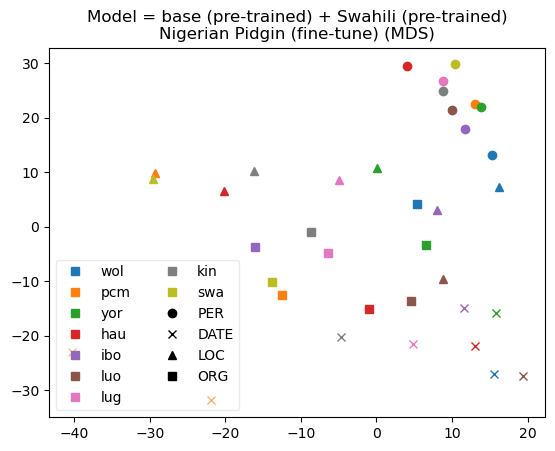 Model = base (pre-trained) + Swahili (pre-trained)
Nigerian Pidgin (fine-tune) (MDS)
30
20
10
0
−10
−20
−30
wol
pcm
yor
hau
ibo
luo
lug
kin
swa
PER
DATE
LOC
ORG
−40
−30
−20
−10
0
10
20